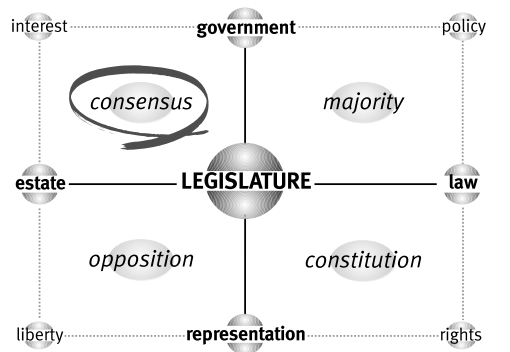 interest government policy
consensus majority
estate LEGISLATURE law
opposition constitution
liberty representation rights